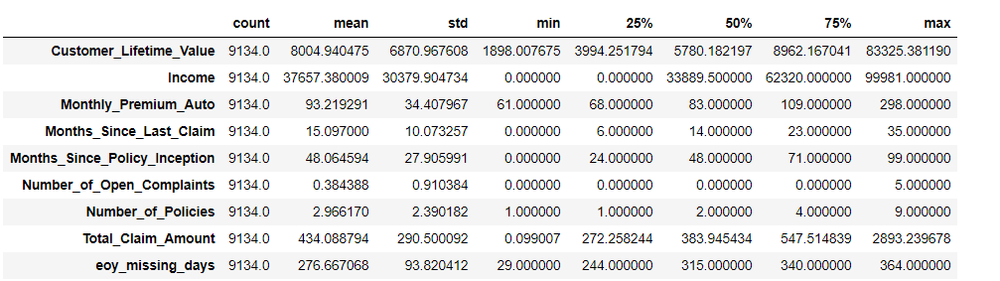 count mean std min 25% 50% 75% max
Customer_Lifetime_Value 9134.0 8004.940475 6870.967608 1898.007675 3994.251794 5780.182197 8962.167041 83325.381190
Income 9134.0 37657.380009 30379.904734 0.000000 0.000000 33889.500000 62320.000000 99981.000000
Monthly_Premium_Auto 9134.0 93.219291 34.407967 61.000000 68.000000 83.000000 109.000000 298.000000
Months_Since_Last_Claim 9134.0 15.097000 10.073257 0.000000 6.000000 14.000000 23.000000 35.000000
Months_Since_Policy_Inception 9134.0 48.064594 27.905991 0.000000 24.000000 48.000000 71.000000 99.000000
Number_of_Open_Complaints 9134.0 0.384388 0.910384 0.000000 0.000000 0.000000 0.000000 5.000000
Number_of_Policies 9134.0 2.966170 2.390182 1.000000 1.000000 2.000000 4.000000 9.000000
Total_Claim_Amount 9134.0 434.088794 290.500092 0.099007 272.258244 383.945434 547.514839 2893.239678
eoy_missing_days 9134.0 276.667068 93.820412 29.000000 244.000000 315.000000 340.000000 364.000000